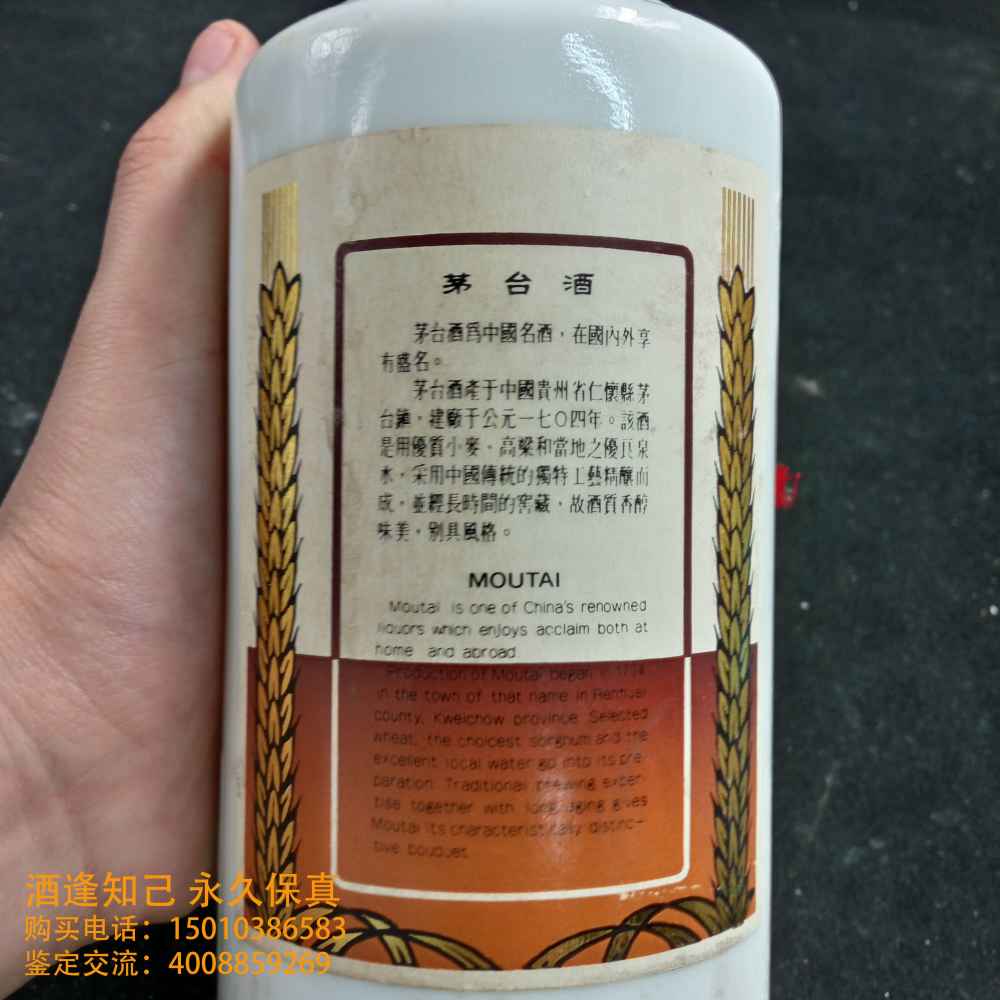 茅台酒
茅台酒爲中國名酒，在國內外享
有盛名。
茅台酒產于中國貴州省仁懷縣茅
台鎮，建廠于公元一七〇四年。該酒
是用優質小麥、高粱和當地之優良泉
水，采用中國傳統的獨特工藝精釀而
成，並經長時間的窖藏，故酒質香醇
味美，別具風格。
MOUTAI
Moutai is one of China's renowned
liquors which enjoys acclaim both at
home and abroad
Production of Moutai began in 1704
in the town of that name in Renhuai
county, Kweichow province. Selected
wheat, the choicest sorghum and the
excellent local water go into its pre-
paration. Traditional brewing exper-
tise together with long aging gives
Moutai its characteristically distinc-
tive bouquet.
酒逢知己 永久保真
购买电话：15010386583
鉴定交流：4008859269